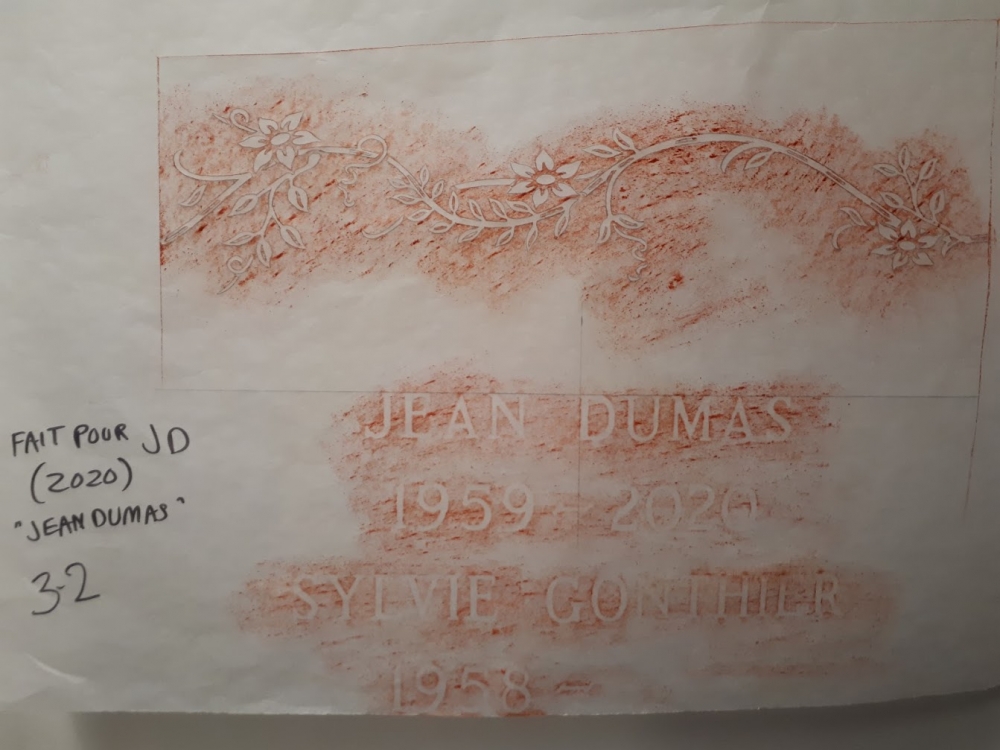 JEAN DUMAS
1959 - 2020
SYLVIE GONTHIER
1958 -
FAIT POUR JD
(2020)
"JEAN DUMAS"
3-2